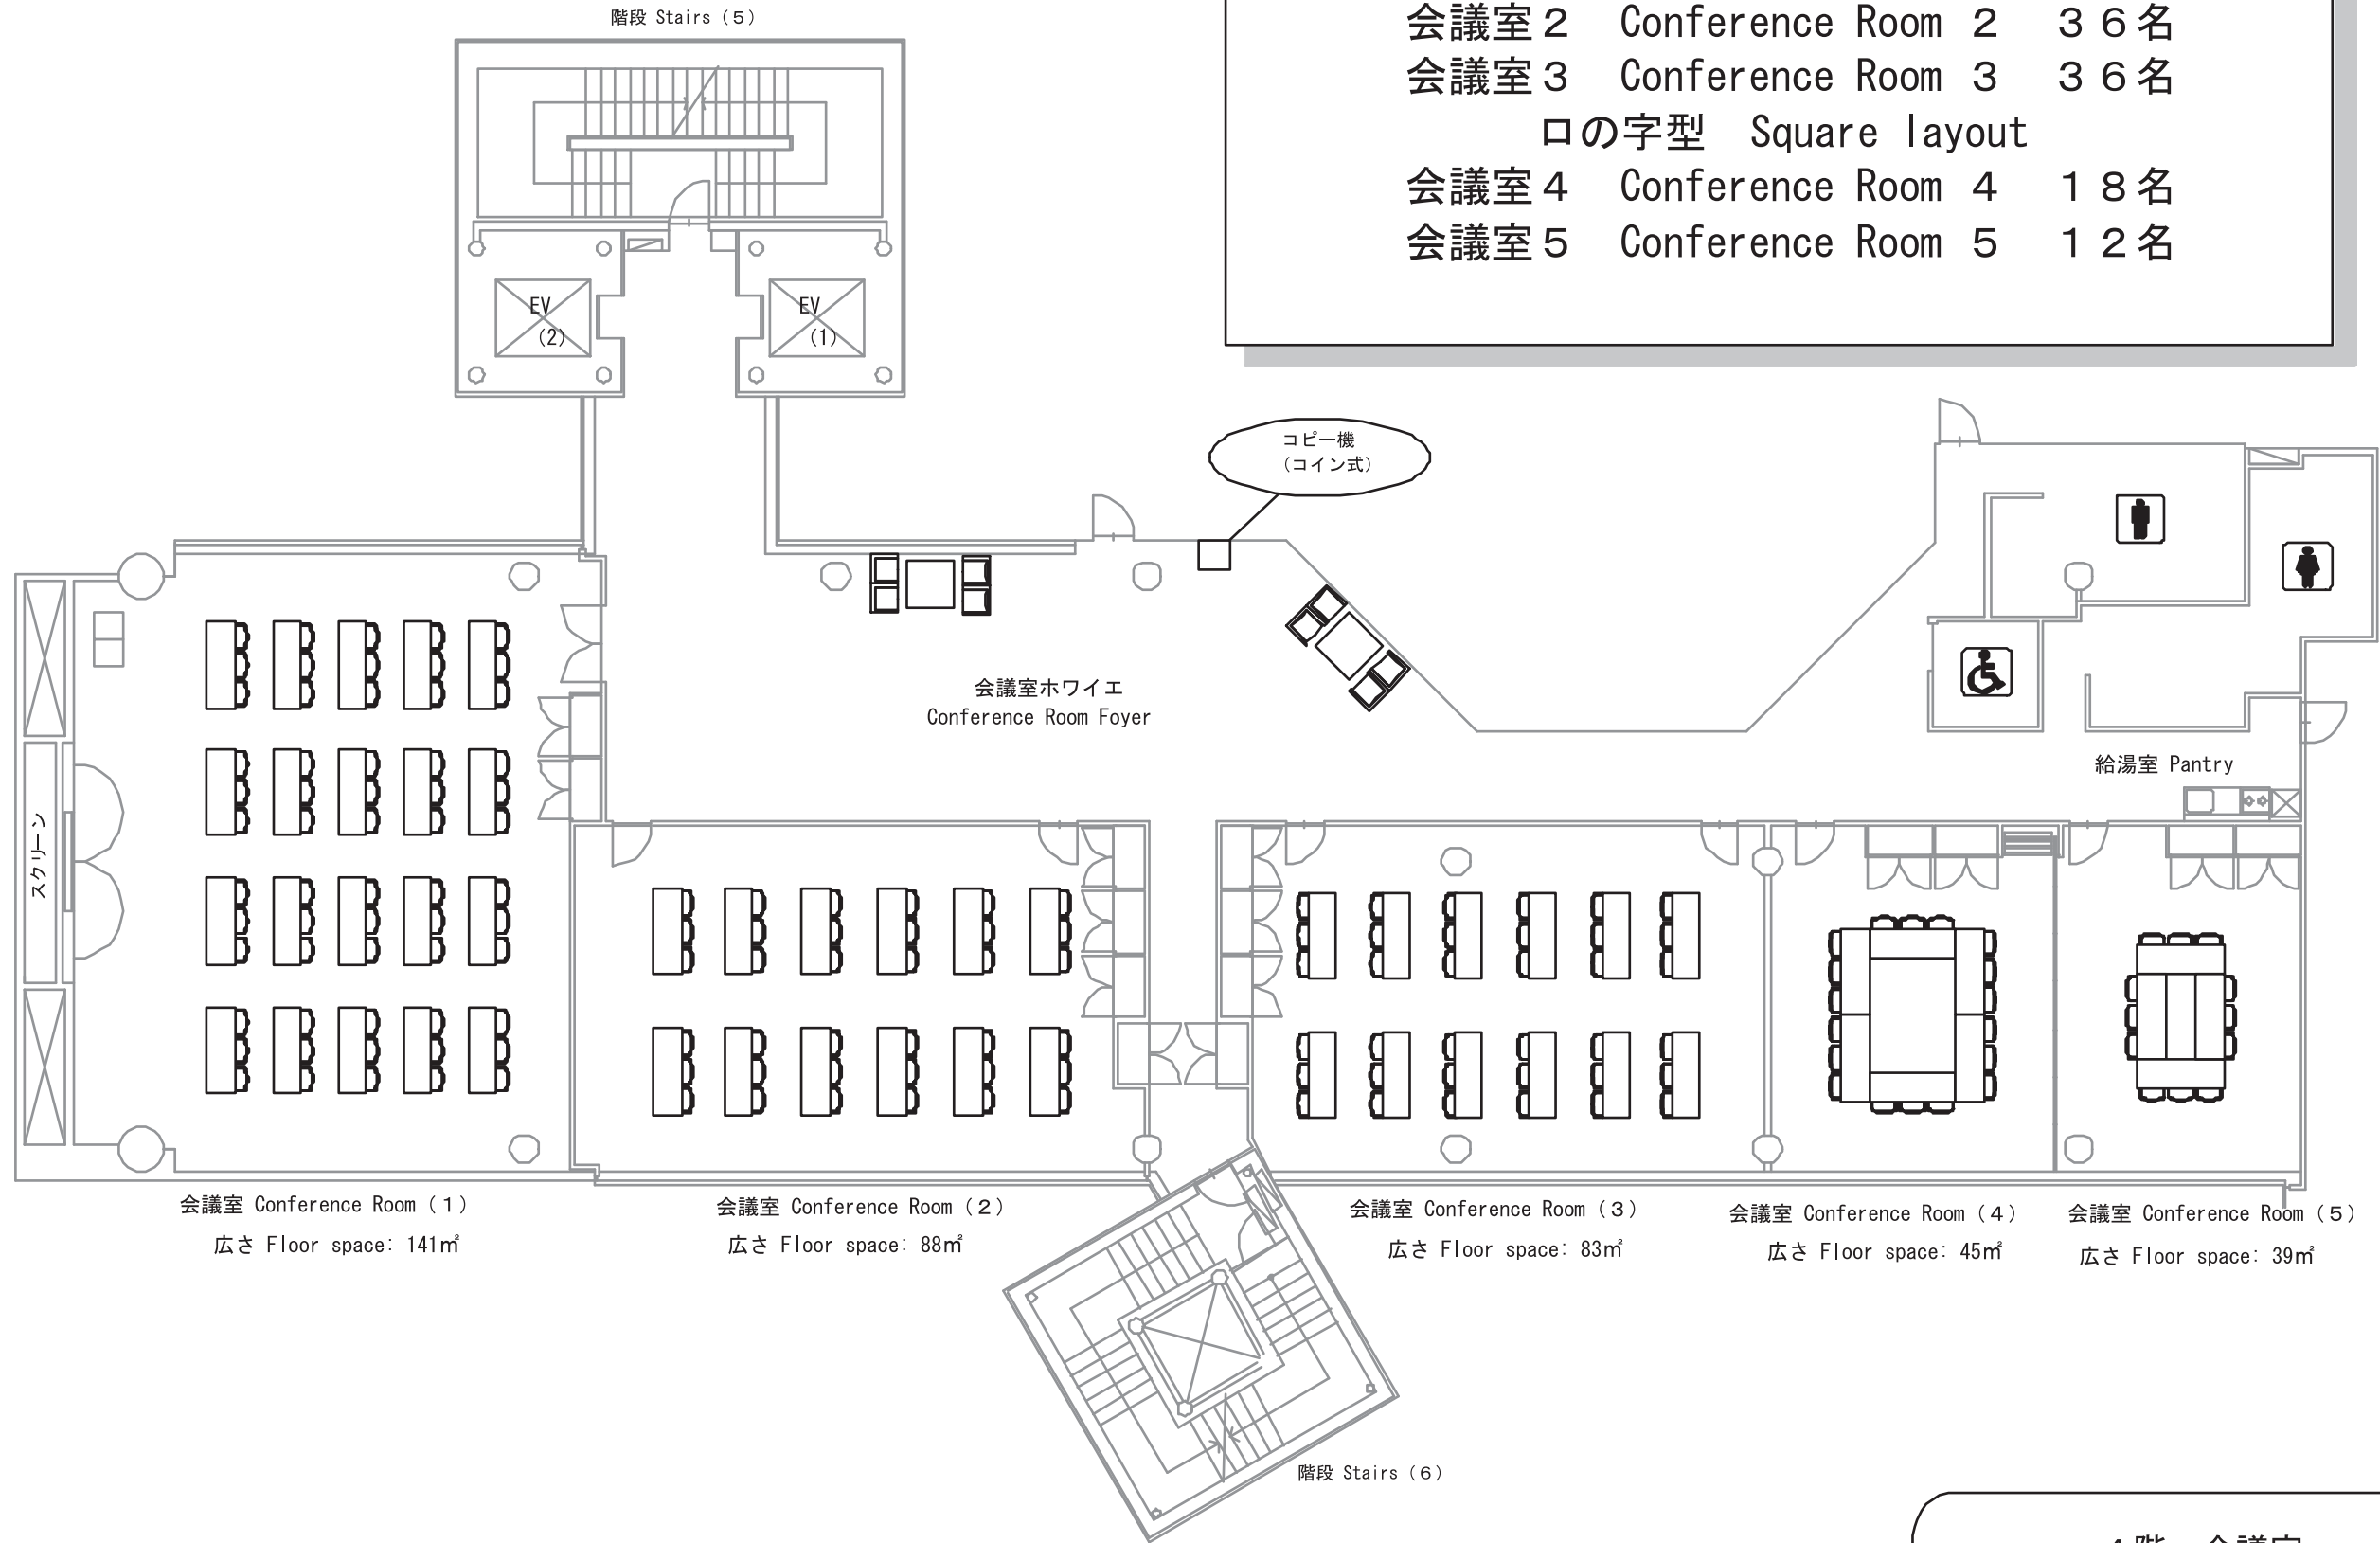 階段 Stairs（５）
会議室２　Conference Room ２　３６名
会議室３　Conference Room ３　３６名
ロの字型　Square layout
会議室４　Conference Room ４　１８名
会議室５　Conference Room ５　１２名
EV
（2）
EV
（1）
コピー機
（コイン式）
会議室ホワイエ
Conference Room Foyer
給湯室 Pantry
スクリーン
会議室 Conference Room（１）
広さ Floor space: 141㎡
会議室 Conference Room（２）
広さ Floor space: 88㎡
会議室 Conference Room（３）
広さ Floor space: 83㎡
会議室 Conference Room（４）
広さ Floor space: 45㎡
会議室 Conference Room（５）
広さ Floor space: 39㎡
階段 Stairs（６）